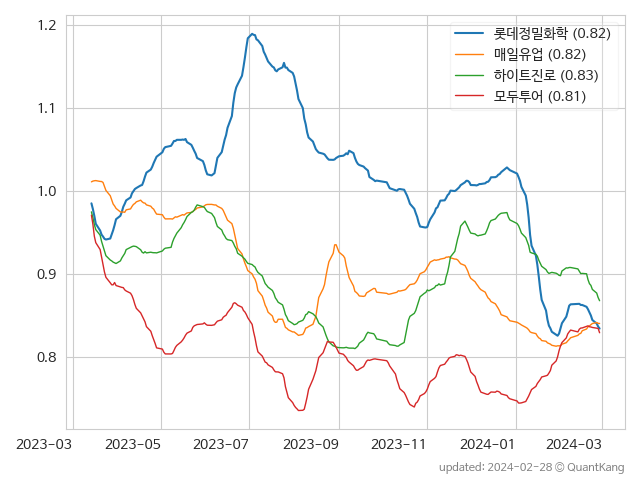 1.2
1.1
1.0
0.9
0.8
롯데정밀화학 (0.82)
매일유업 (0.82)
하이트진로 (0.83)
모두투어 (0.81)
2023-03 2023-05 2023-07 2023-09 2023-11 2024-01 2024-03
updated: 2024-02-28 © QuantKang